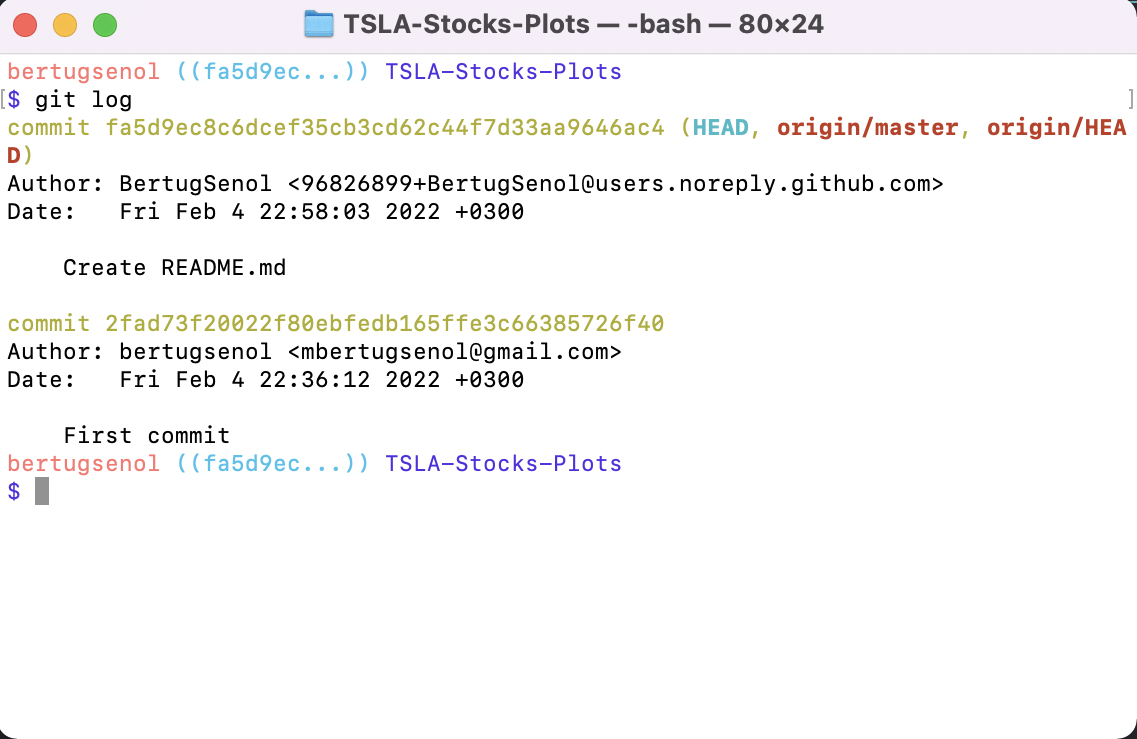 TSLA-Stocks-Plots — -bash — 80×24
bertugsenol ((fa5d9ec...)) TSLA-Stocks-Plots
[$ git log ]
commit fa5d9ec8c6dcef35cb3cd62c44f7d33aa9646ac4 (HEAD, origin/master, origin/HEA
D)
Author: BertugSenol <96826899+BertugSenol@users.noreply.github.com>
Date:   Fri Feb 4 22:58:03 2022 +0300
    Create README.md
commit 2fad73f20022f80ebfedb165ffe3c66385726f40
Author: bertugsenol <mbertugsenol@gmail.com>
Date:   Fri Feb 4 22:36:12 2022 +0300
    First commit
bertugsenol ((fa5d9ec...)) TSLA-Stocks-Plots
$